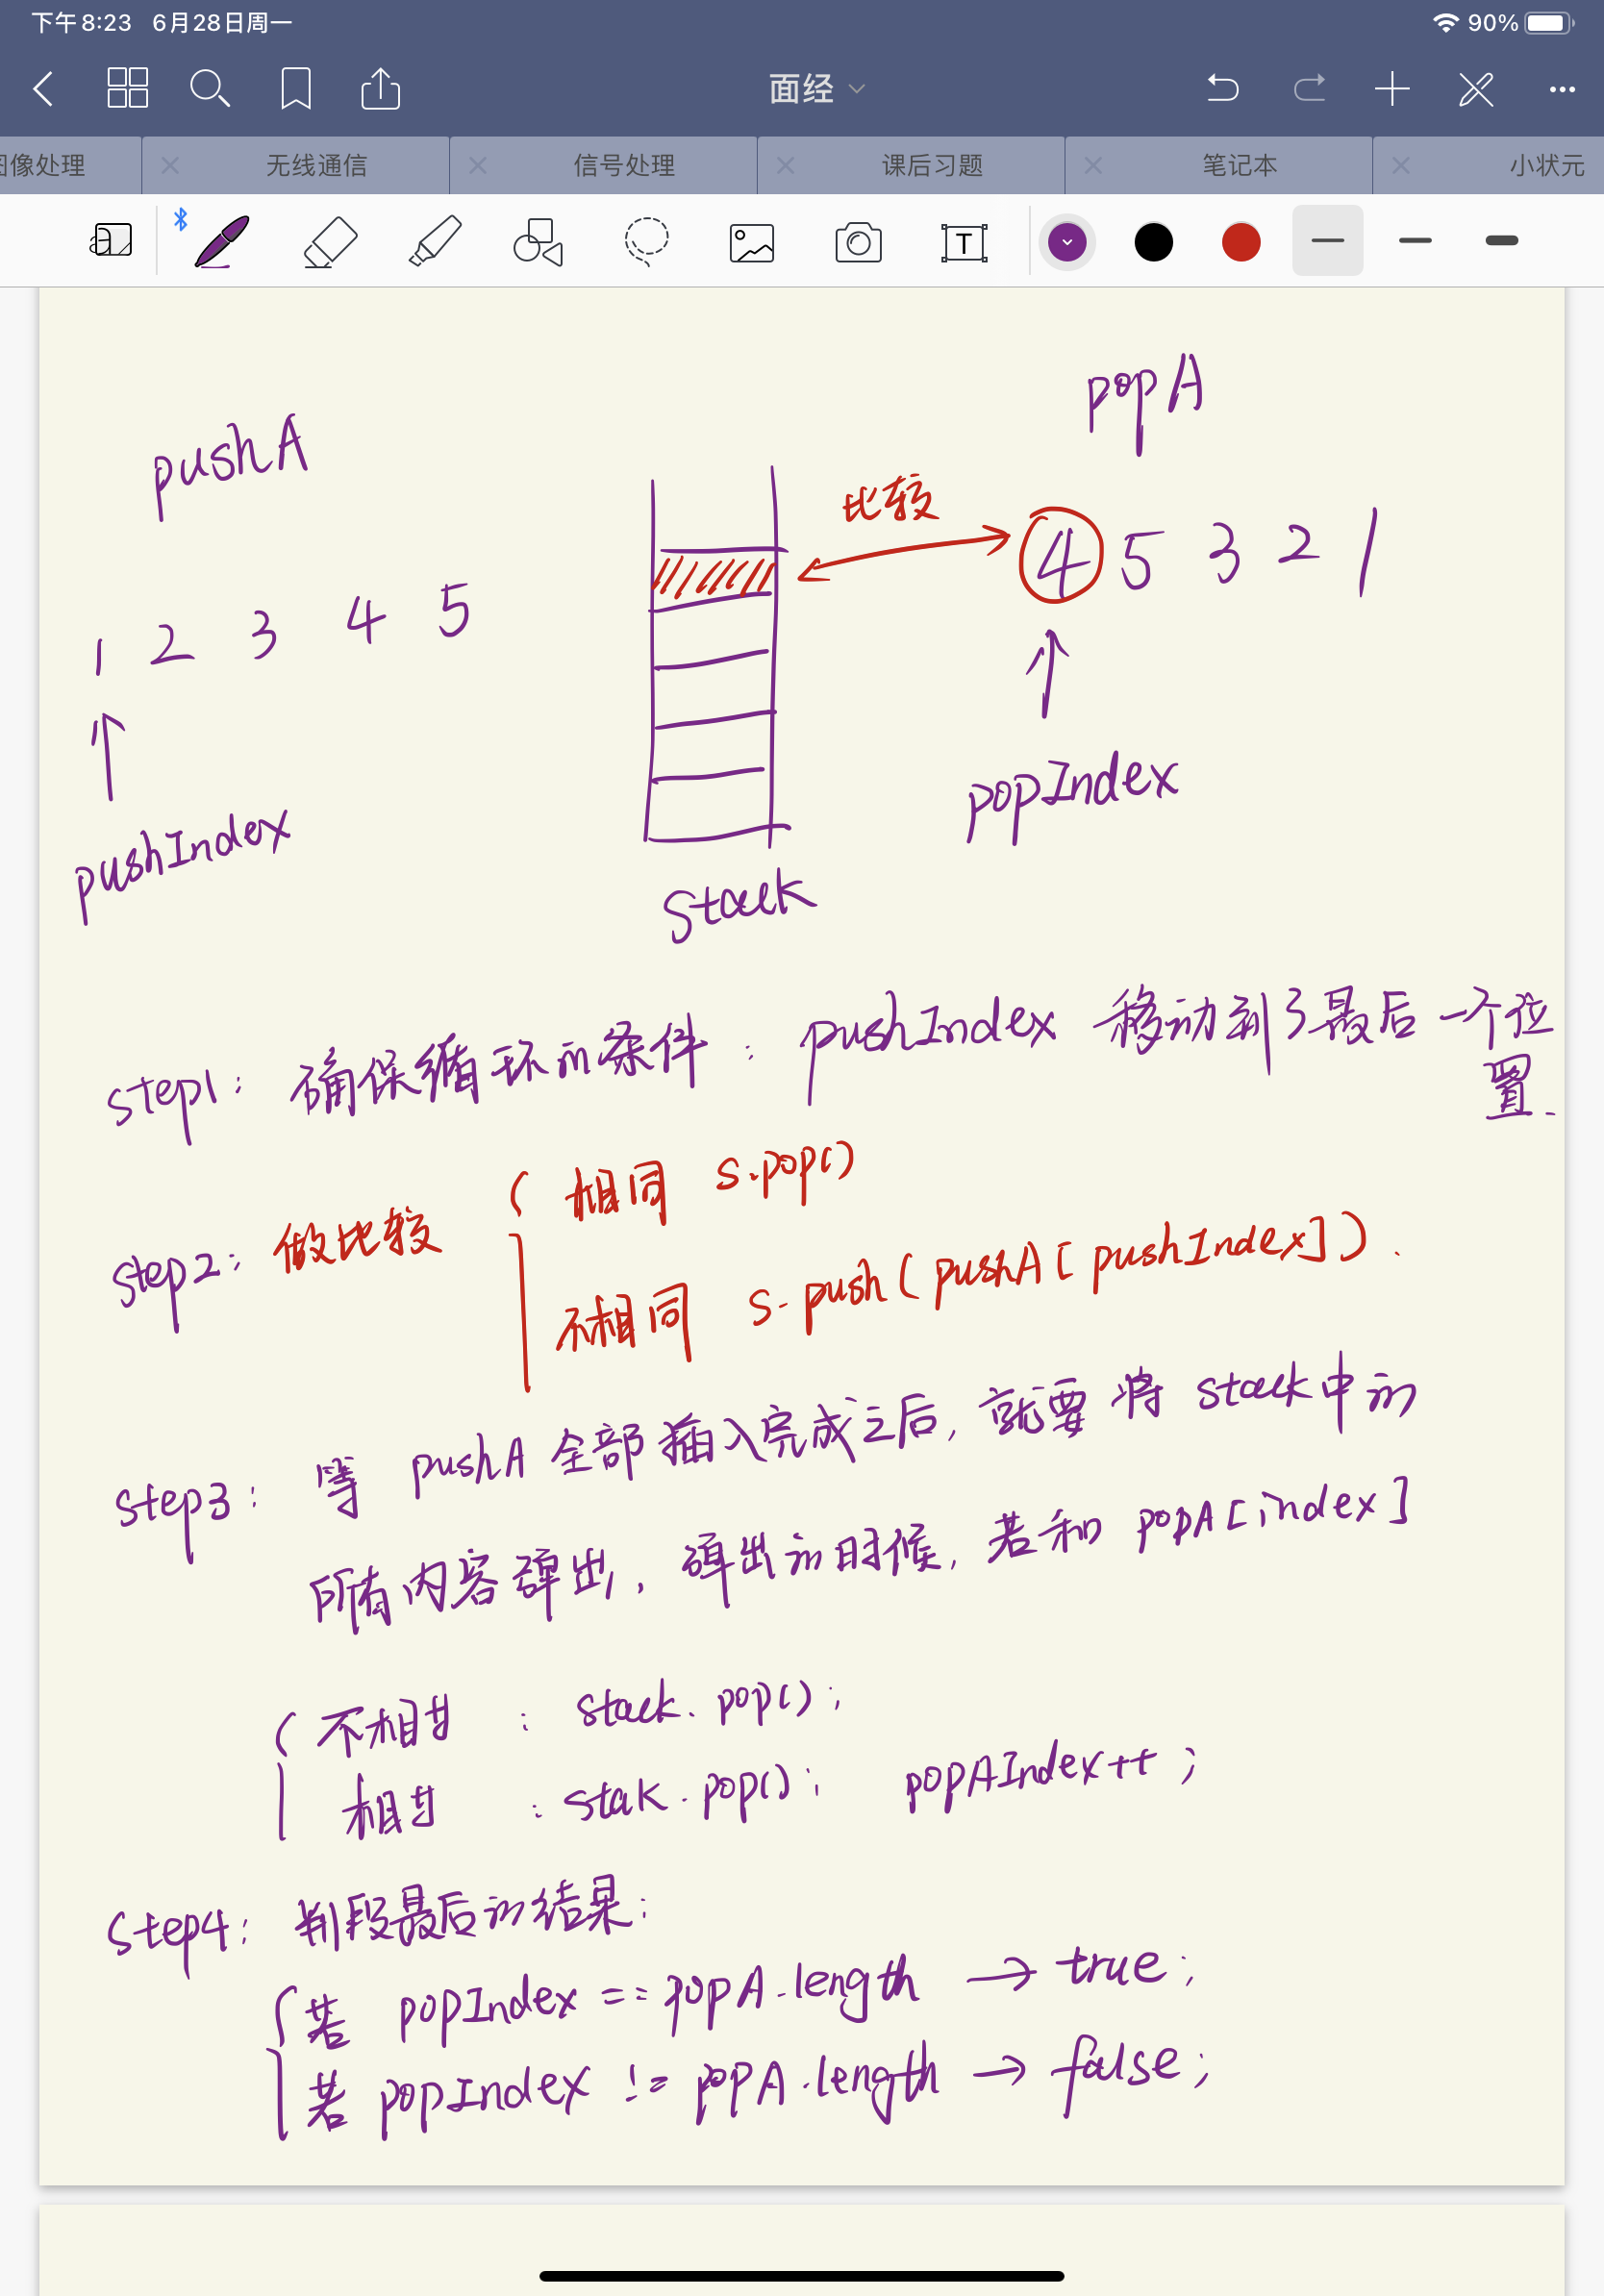 下午8:23 6月28日周一
90%
面经
图像处理
无线通信
信号处理
课后习题
笔记本
小状元
pushA
popA
比较
1 2 3 4 5
4 5 3 2 1
pushIndex
popIndex
Stack
step1: 确保循环的条件: pushIndex 移动到了最后一个位
置.
step2: 做比较
相同 s.pop()
不相同 s.push(pushA[pushIndex]).
step3: 等 pushA 全部插入完成之后, 就要将 stack中的
所有内容弹出, 弹出的时候, 若和 popA[index]
不相等 : stack.pop();
相等 : stak.pop(); popAIndex++;
Step4: 判段最后的结果:
若 popIndex == popA.length → true;
若 popIndex != popA.length → false;